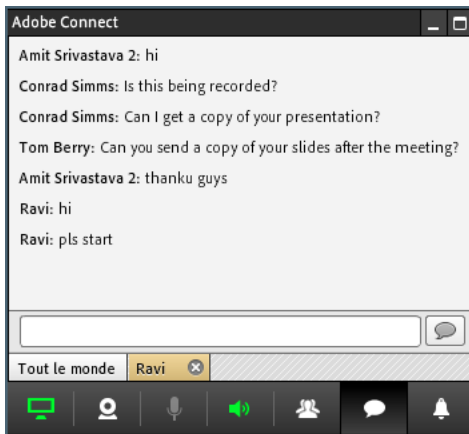 Adobe Connect
Amit Srivastava 2: hi
Conrad Simms: Is this being recorded?
Conrad Simms: Can I get a copy of your presentation?
Tom Berry: Can you send a copy of your slides after the meeting?
Amit Srivastava 2: thanku guys
Ravi: hi
Ravi: pls start
Tout le monde Ravi